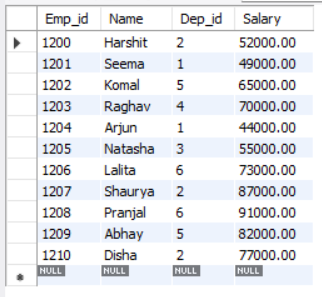 Emp_id Name Dep_id Salary
1200 Harshit 2 52000.00
1201 Seema 1 49000.00
1202 Komal 5 65000.00
1203 Raghav 4 70000.00
1204 Arjun 1 44000.00
1205 Natasha 3 55000.00
1206 Lalita 6 73000.00
1207 Shaurya 2 87000.00
1208 Pranjal 6 91000.00
1209 Abhay 5 82000.00
1210 Disha 2 77000.00
NULL NULL NULL NULL